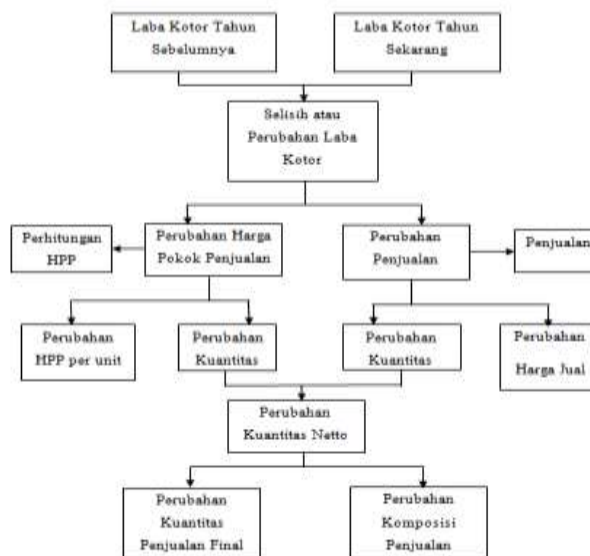 Laba Kotor Tahun
Sebelumnya
Laba Kotor Tahun
Sekarang
Selisih atau
Perubahan Laba
Kotor
Perhitungan
HPP
Perubahan Harga
Pokok Penjualan
Perubahan
Penjualan
Penjualan
Perubahan
HPP per unit
Perubahan
Kuantitas
Perubahan
Kuantitas
Perubahan
Harga Jual
Perubahan
Kuantitas Netto
Perubahan
Kuantitas
Penjualan Final
Perubahan
Komposisi
Penjualan